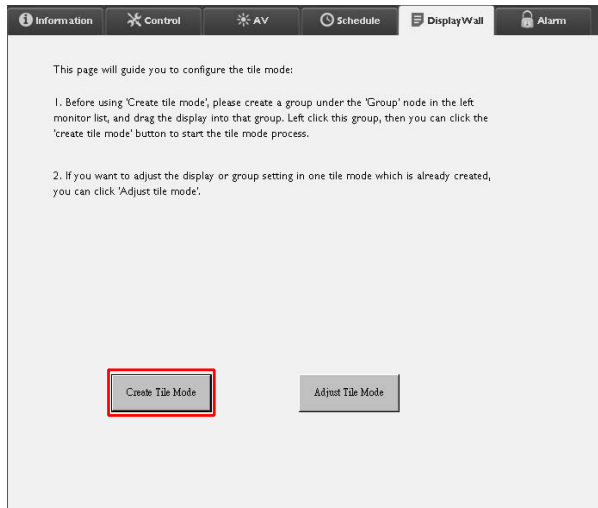 Information Control AV Schedule DisplayWall Alarm
This page will guide you to configure the tile mode:
1. Before using 'Create tile mode', please create a group under the 'Group' node in the left
monitor list, and drag the display into that group. Left click this group, then you can click the
'create tile mode' button to start the tile mode process.
2. If you want to adjust the display or group setting in one tile mode which is already created,
you can click 'Adjust tile mode'.
Create Tile Mode Adjust Tile Mode